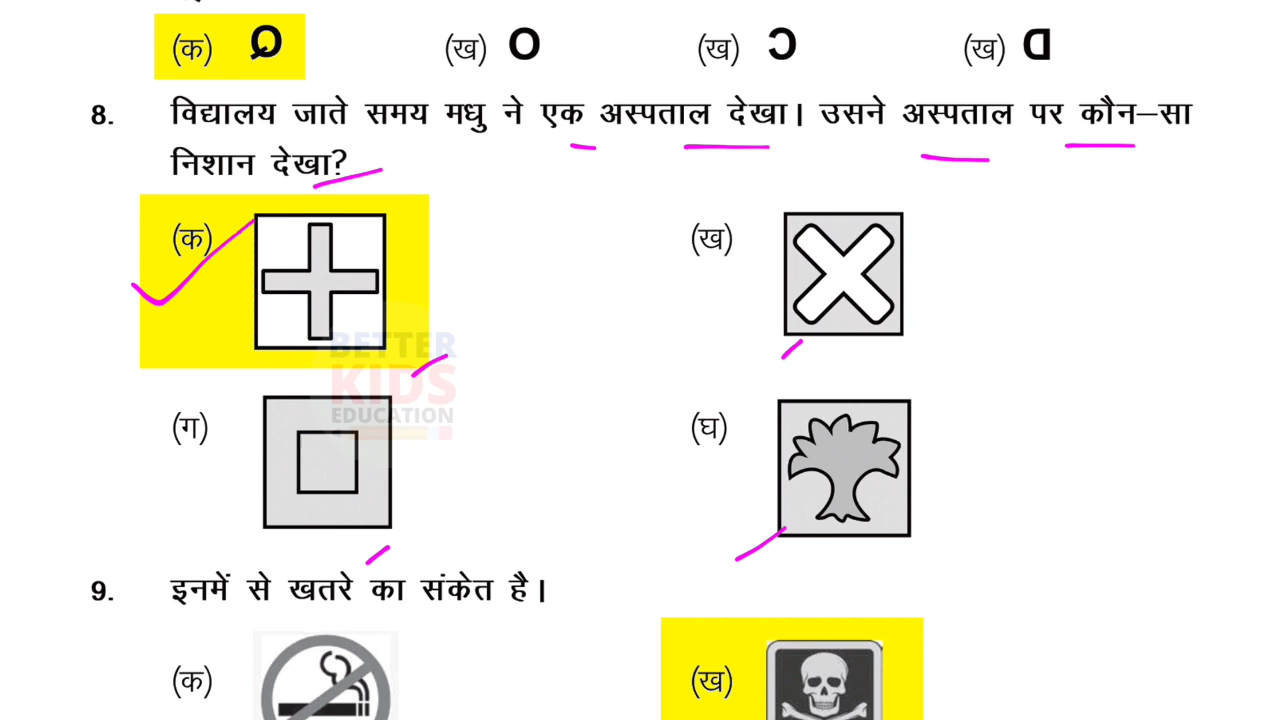 (क) Q (ख) O (ख) Ɔ (ख) ᗡ
8. विद्यालय जाते समय मधु ने एक अस्पताल देखा। उसने अस्पताल पर कौन–सा
निशान देखा?
(क) (ख)
BETTER
KIDS
EDUCATION
(ग) (घ)
9. इनमें से खतरे का संकेत है।
(क) (ख)